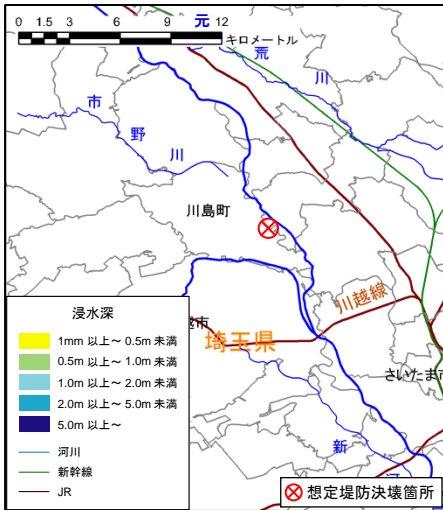 0 1.5 3 6 9 12
キロメートル
元
荒
川
市
野
川
川島町
川越線
越市
埼玉県
さいたま市
新
河
浸水深
1mm 以上～ 0.5m 未満
0.5m 以上～ 1.0m 未満
1.0m 以上～ 2.0m 未満
2.0m 以上～ 5.0m 未満
5.0m 以上～
河川
新幹線
JR
想定堤防決壊箇所